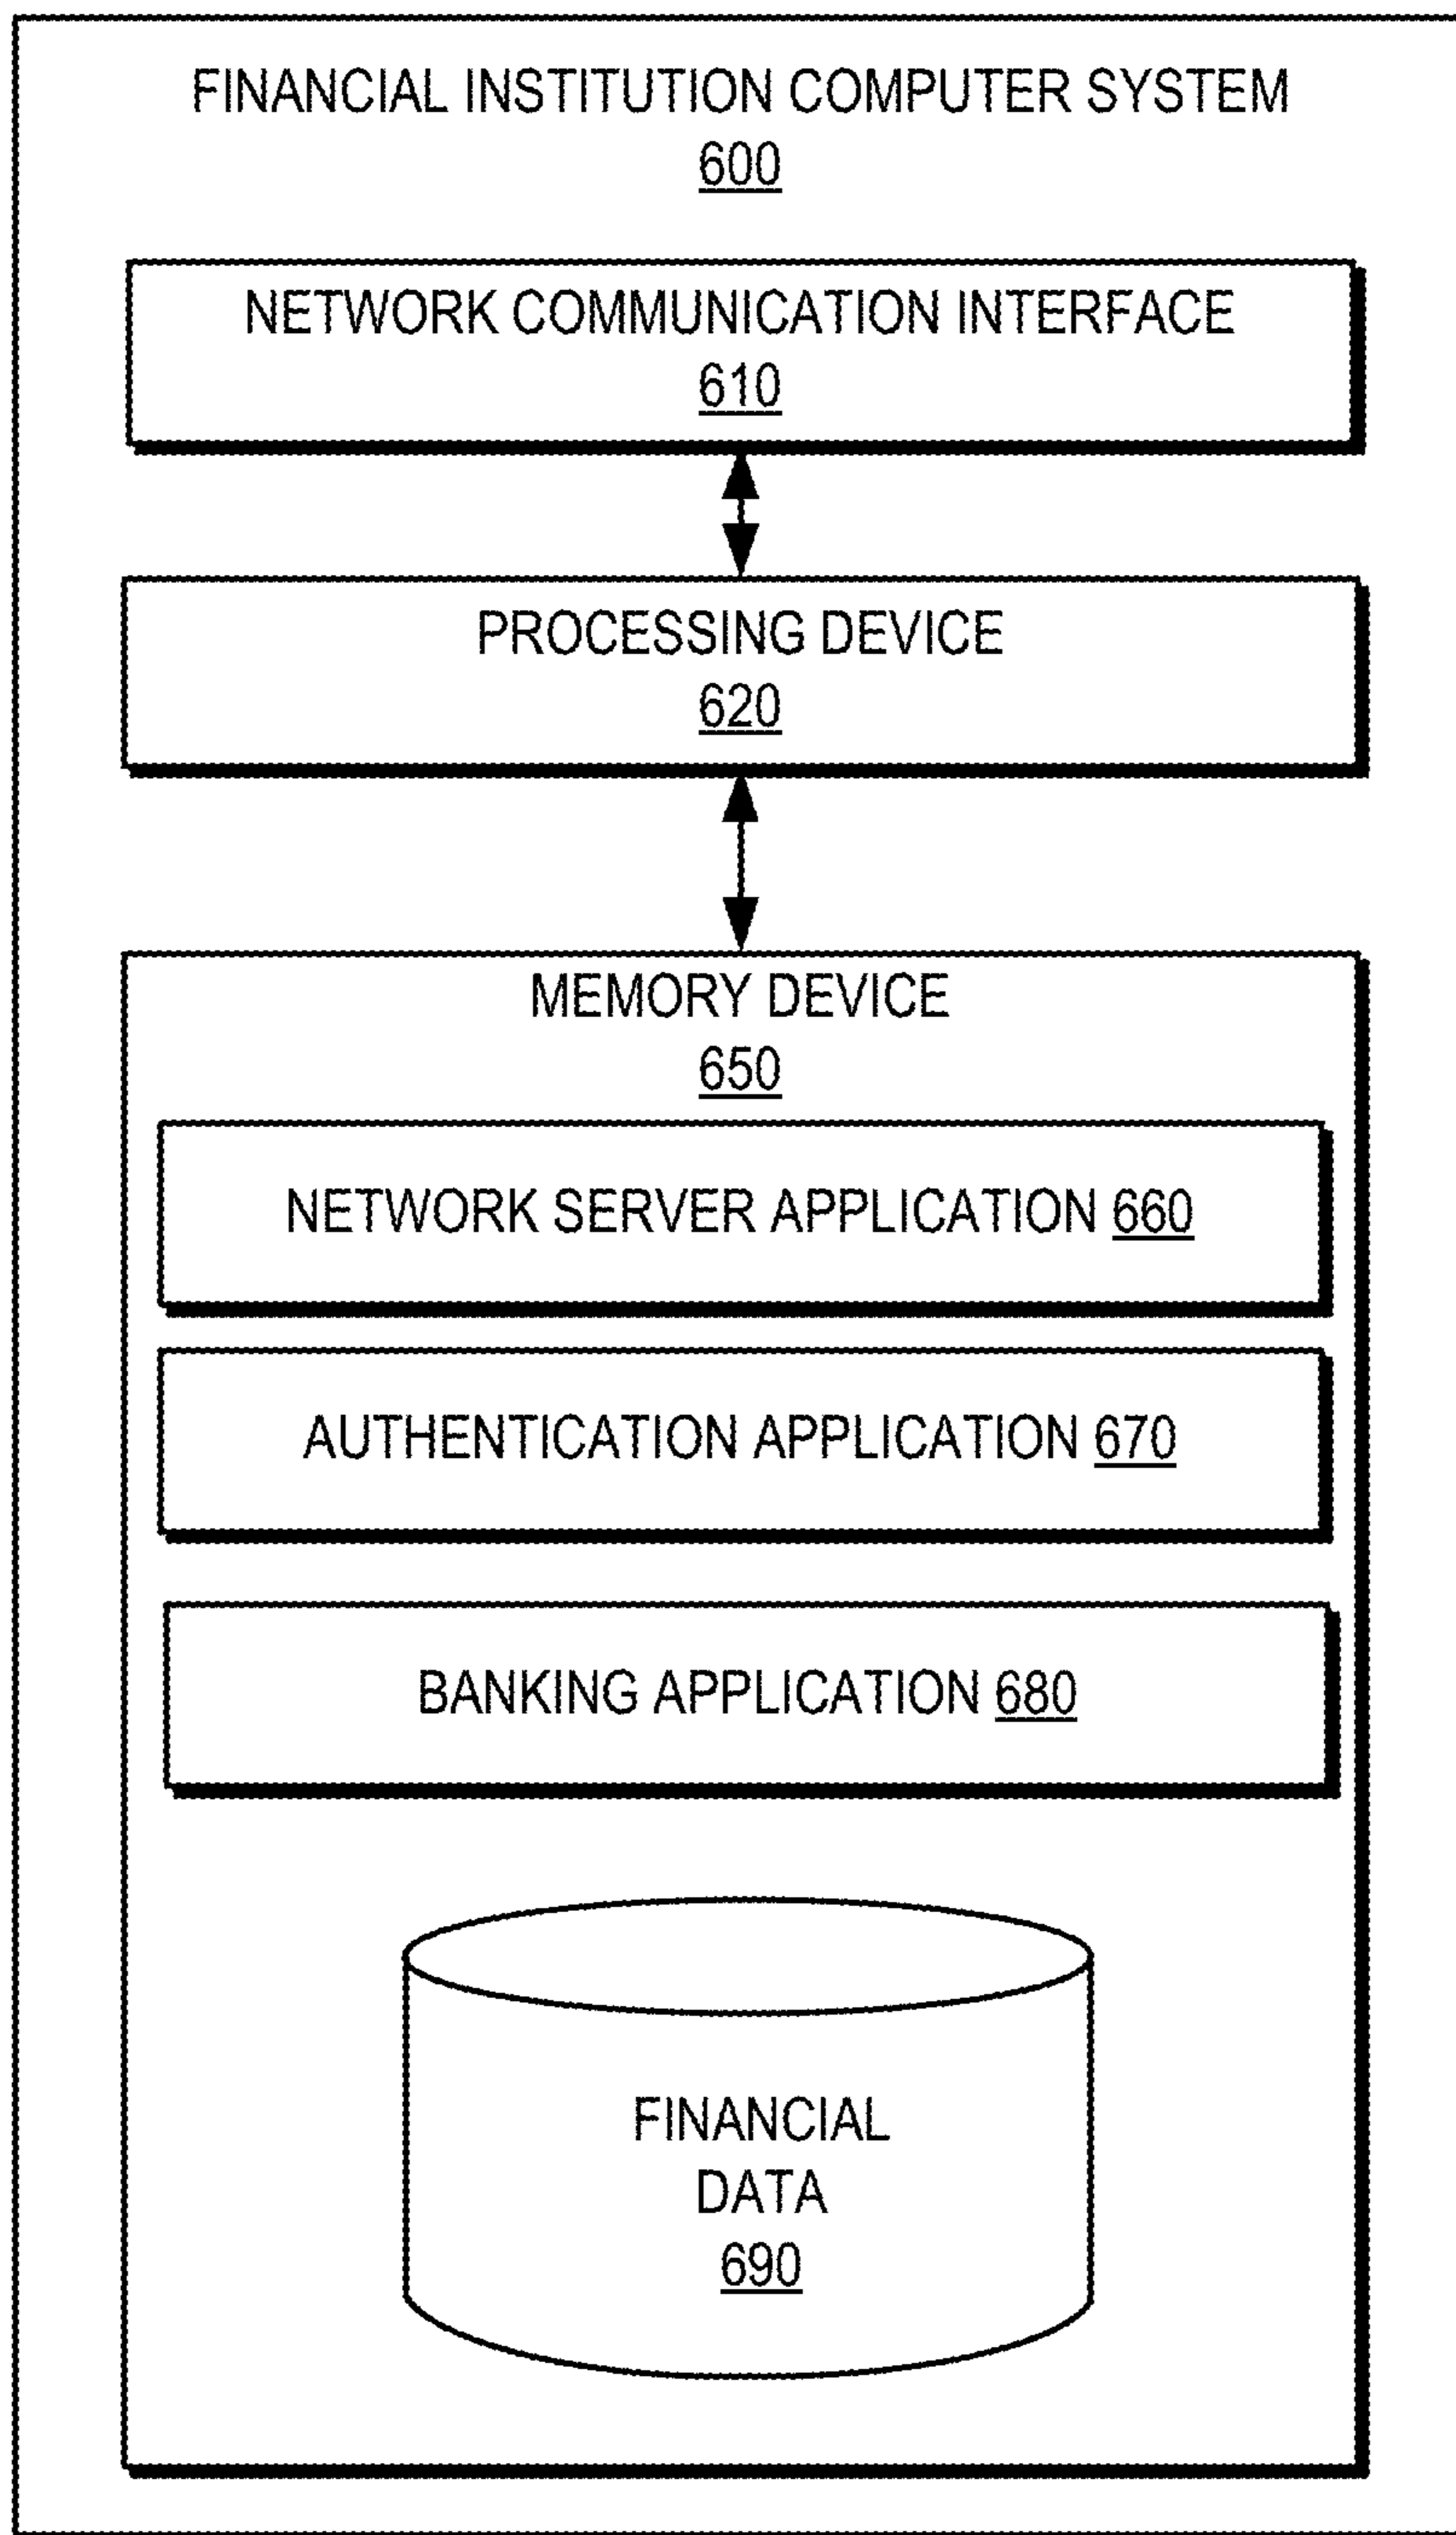 FINANCIAL INSTITUTION COMPUTER SYSTEM
600
NETWORK COMMUNICATION INTERFACE
610
PROCESSING DEVICE
620
MEMORY DEVICE
650
NETWORK SERVER APPLICATION 660
AUTHENTICATION APPLICATION 670
BANKING APPLICATION 680
FINANCIAL
DATA
690